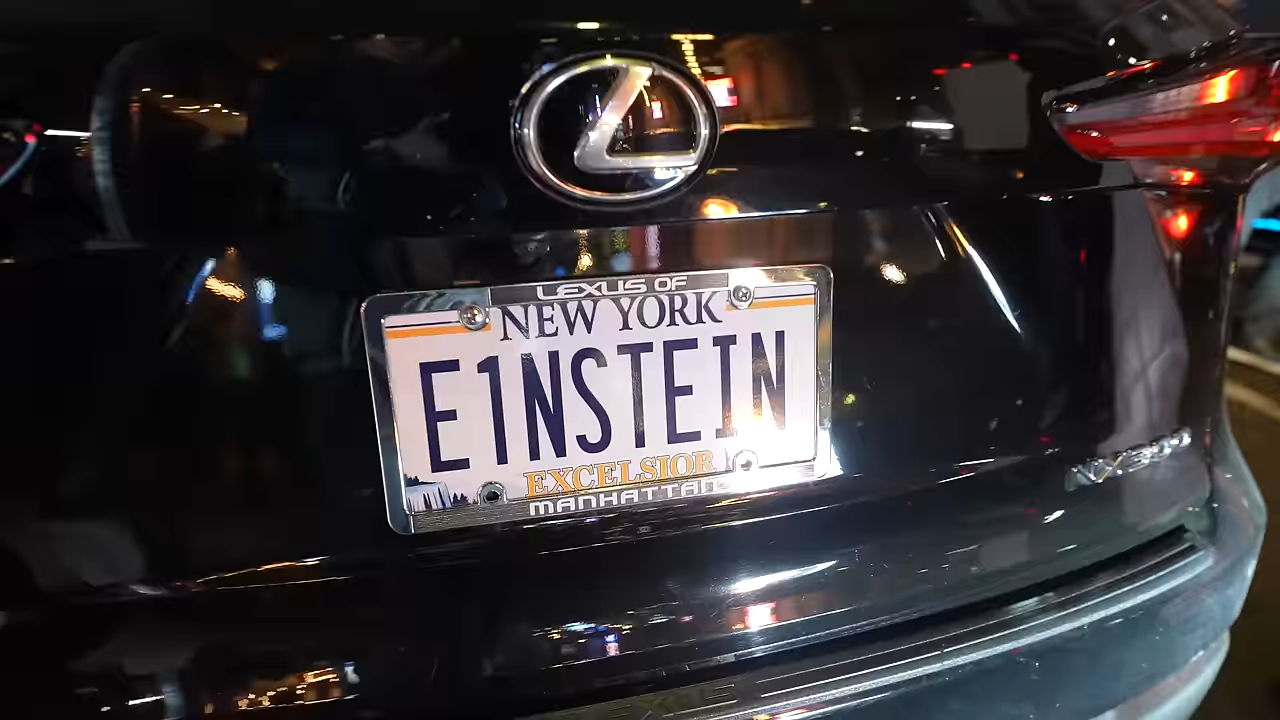 LEXUS OF
NEW YORK
E1NSTEIN
EXCELSIOR
MANHATTAN